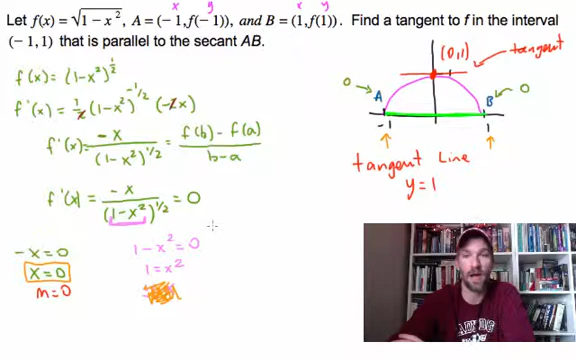 Let f(x) = √1 − x², A = (− 1, f(− 1)), and B = (1, f(1)). Find a tangent to f in the interval
x y x y
(− 1, 1) that is parallel to the secant AB.
f(x) = (1-x²)^1/2
f'(x) = 1/2 (1-x²)^-1/2 (-2x)
f'(x) = -x / (1-x²)^1/2 = f(b) - f(a) / b-a
f'(x) = -x / (1-x²)^1/2 = 0
-x = 0
x = 0
m = 0
1 - x² = 0
1 = x²
(0,1)
tangent
0
A
B
0
-1
1
tangent Line
y = 1